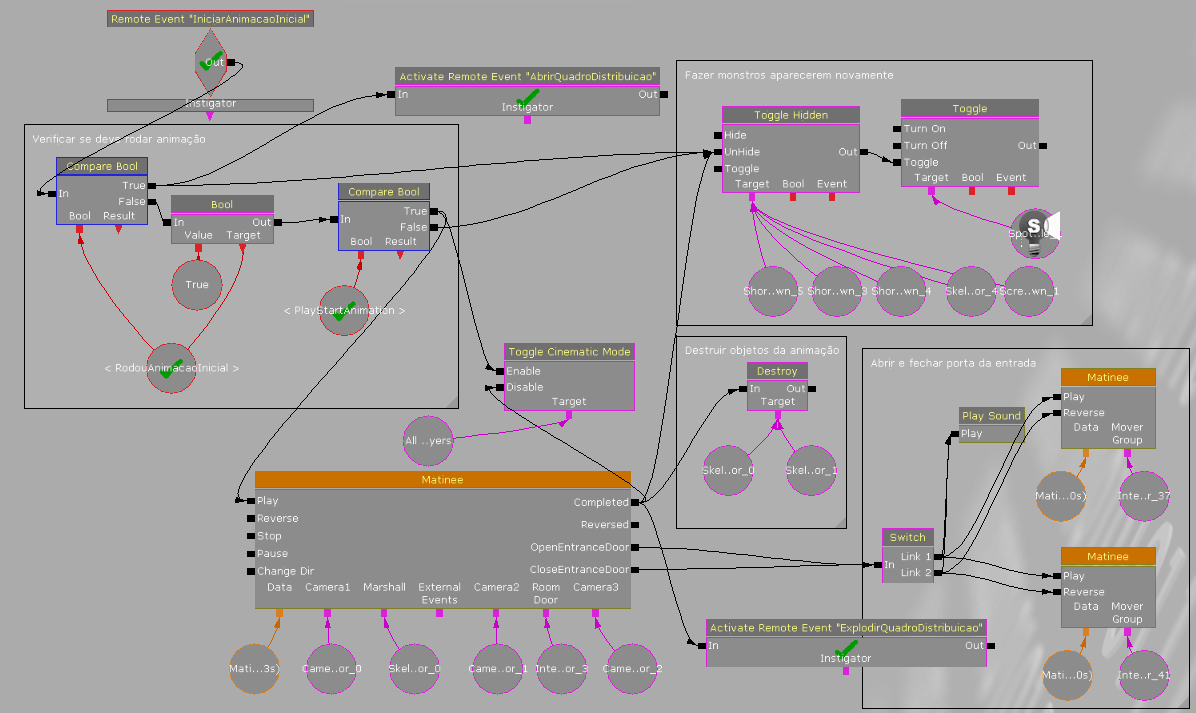 Remote Event "IniciarAnimacaoInicial"
Out
Instigator
Activate Remote Event "AbrirQuadroDistribuicao"
In
Out
Instigator
Verificar se deve rodar animação
Compare Bool
In
True
False
Bool
Result
Bool
In
Out
Value
Target
True
< RodouAnimacaoInicial >
Compare Bool
In
True
False
Bool
Result
< PlayStartAnimation >
Fazer monstros aparecerem novamente
Toggle Hidden
Hide
UnHide
Toggle
Out
Target
Bool
Event
Toggle
Turn On
Turn Off
Toggle
Out
Target
Bool
Event
S
Shor..wn_5
Shor..wn_3
Shor..wn_4
Skel..or_4
Scre..wn_1
Toggle Cinematic Mode
Enable
Disable
Target
All ..yers
Destruir objetos da animação
Destroy
In
Out
Target
Skel..or_0
Skel..or_1
Matinee
Play
Reverse
Stop
Pause
Change Dir
Completed
Reversed
OpenEntranceDoor
CloseEntranceDoor
Data
Camera1
Marshall
External Events
Camera2
Room Door
Camera3
Mati...3s)
Came..or_0
Skel..or_0
Came..or_1
Inte..r_3
Came..or_2
Activate Remote Event "ExplodirQuadroDistribuicao"
In
Out
Instigator
Abrir e fechar porta da entrada
Play Sound
Play
Switch
In
Link 1
Link 2
Matinee
Play
Reverse
Data
Mover Group
Mati...0s)
Inte..r_37
Matinee
Play
Reverse
Data
Mover Group
Mati...0s)
Inte..r_41